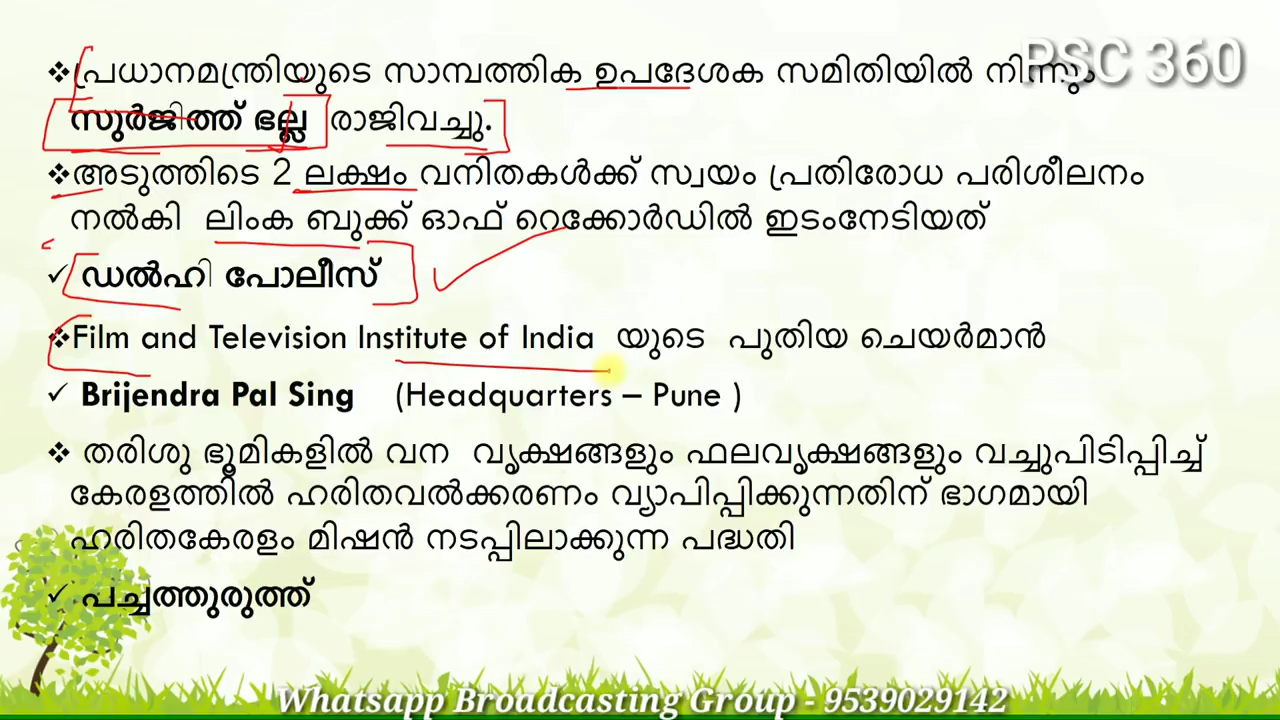 PSC 360
❖പ്രധാനമന്ത്രിയുടെ സാമ്പത്തിക ഉപദേശക സമിതിയിൽ നിന്നും
സുർജിത്ത് ഭല്ല രാജിവച്ചു.
❖അടുത്തിടെ 2 ലക്ഷം വനിതകൾക്ക് സ്വയം പ്രതിരോധ പരിശീലനം
നൽകി ലിംക ബുക്ക് ഓഫ് റെക്കോർഡിൽ ഇടംനേടിയത്
✓ ഡൽഹി പോലീസ്
❖Film and Television Institute of India യുടെ പുതിയ ചെയർമാൻ
✓ Brijendra Pal Sing (Headquarters – Pune )
❖ തരിശു ഭൂമികളിൽ വന വൃക്ഷങ്ങളും ഫലവൃക്ഷങ്ങളും വച്ചുപിടിപ്പിച്ച്
കേരളത്തിൽ ഹരിതവൽക്കരണം വ്യാപിപ്പിക്കുന്നതിന് ഭാഗമായി
ഹരിതകേരളം മിഷൻ നടപ്പിലാക്കുന്ന പദ്ധതി
✓ പച്ചത്തുരുത്ത്
Whatsapp Broadcasting Group - 9539029142